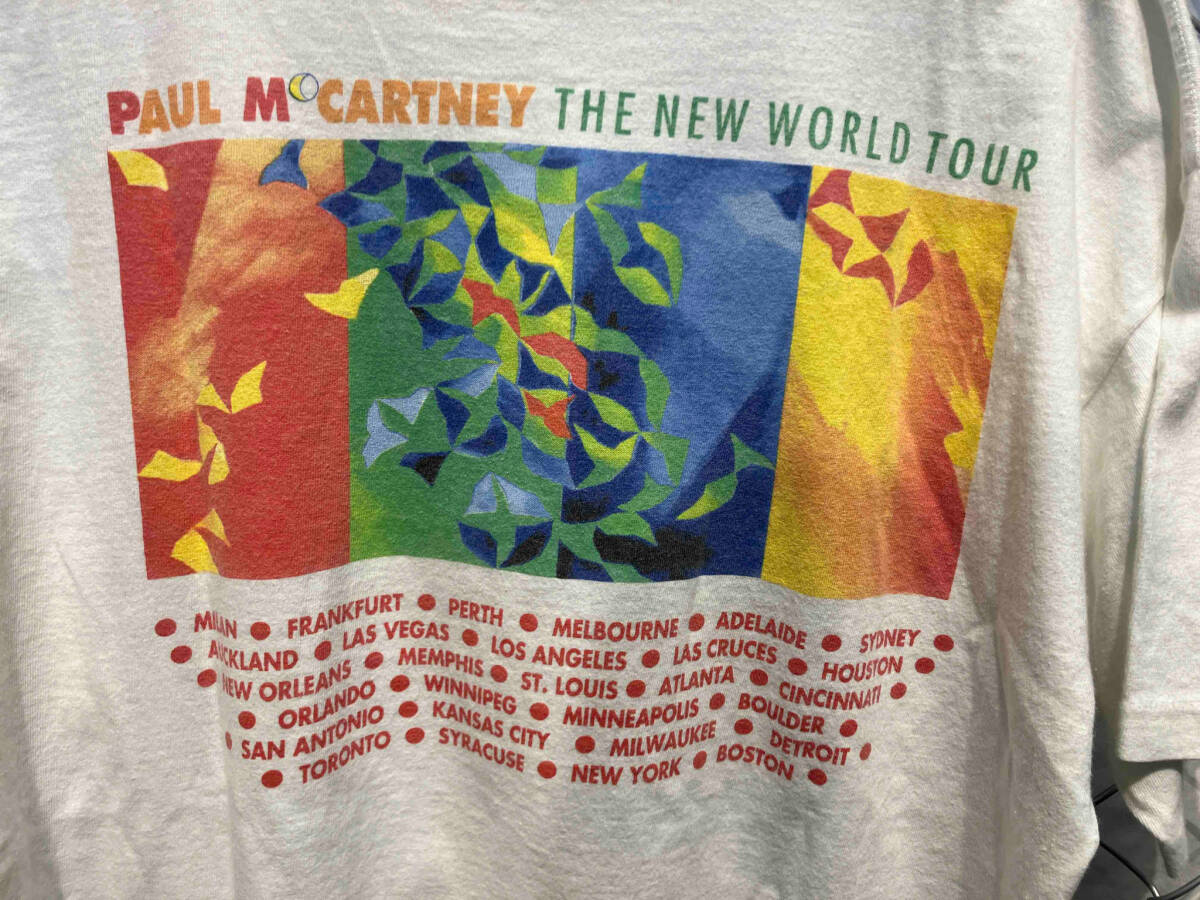 PAUL McCARTNEY THE NEW WORLD TOUR
• MILAN • FRANKFURT • PERTH • MELBOURNE • ADELAIDE • SYDNEY •
• AUCKLAND • LAS VEGAS • LOS ANGELES • LAS CRUCES • HOUSTON •
• NEW ORLEANS • MEMPHIS • ST. LOUIS • ATLANTA • CINCINNATI •
• ORLANDO • WINNIPEG • MINNEAPOLIS • BOULDER •
• SAN ANTONIO • KANSAS CITY • MILWAUKEE • DETROIT •
• TORONTO • SYRACUSE • NEW YORK • BOSTON •